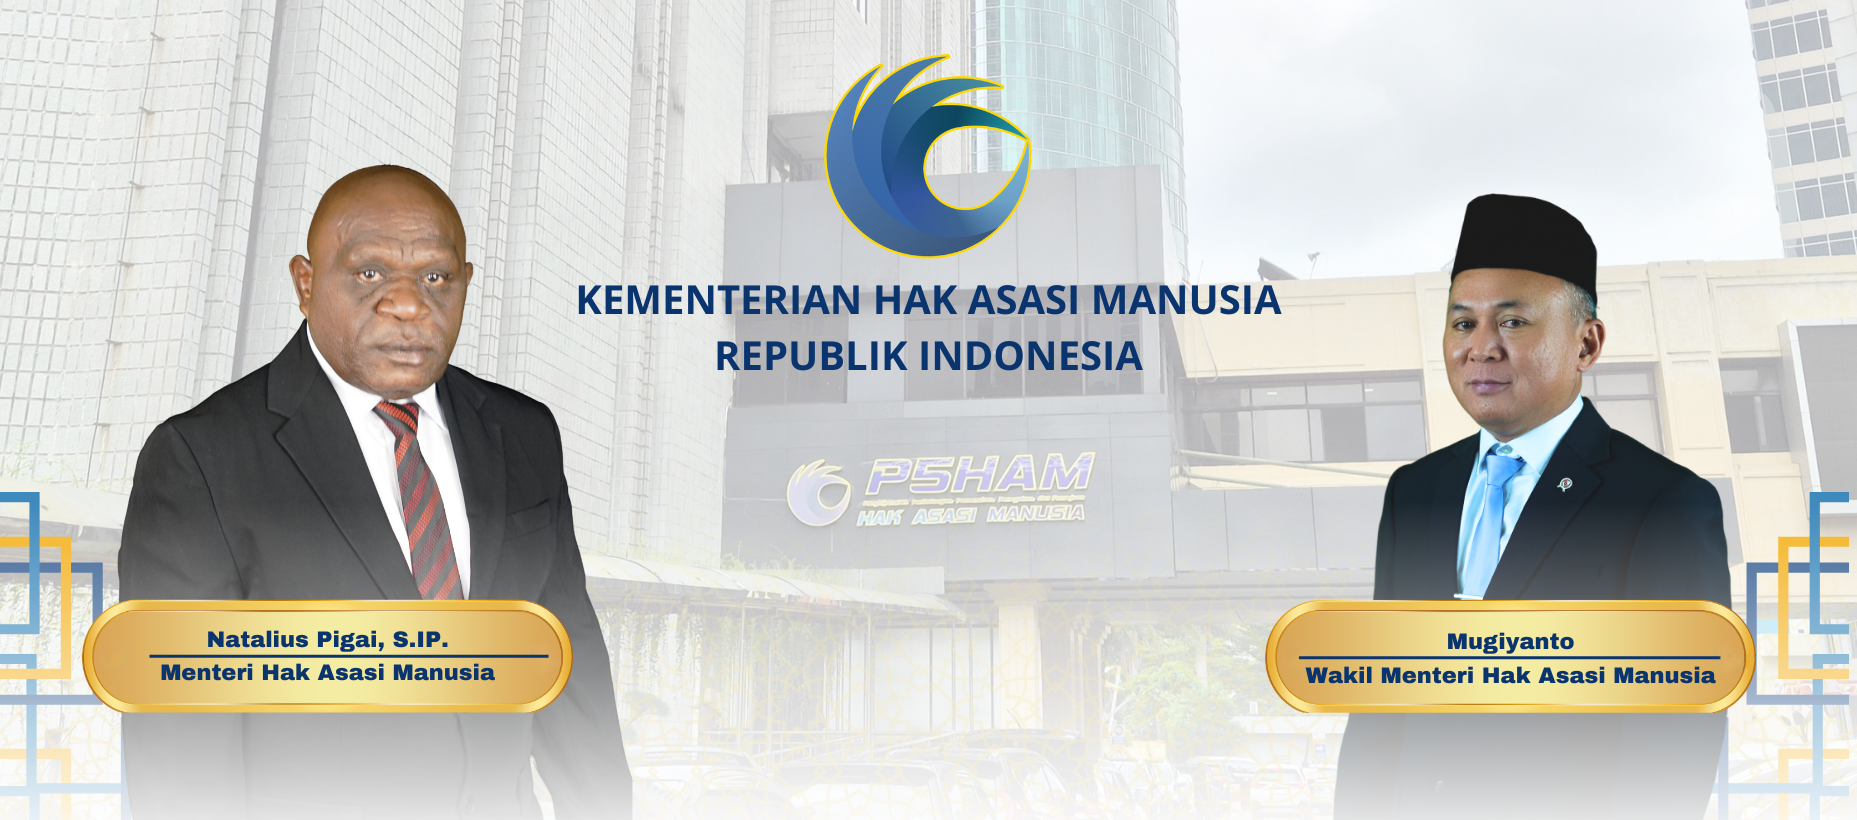 KEMENTERIAN HAK ASASI MANUSIA
REPUBLIK INDONESIA
P5HAM
HAK ASASI MANUSIA
Natalius Pigai, S.IP.
Menteri Hak Asasi Manusia
Mugiyanto
Wakil Menteri Hak Asasi Manusia